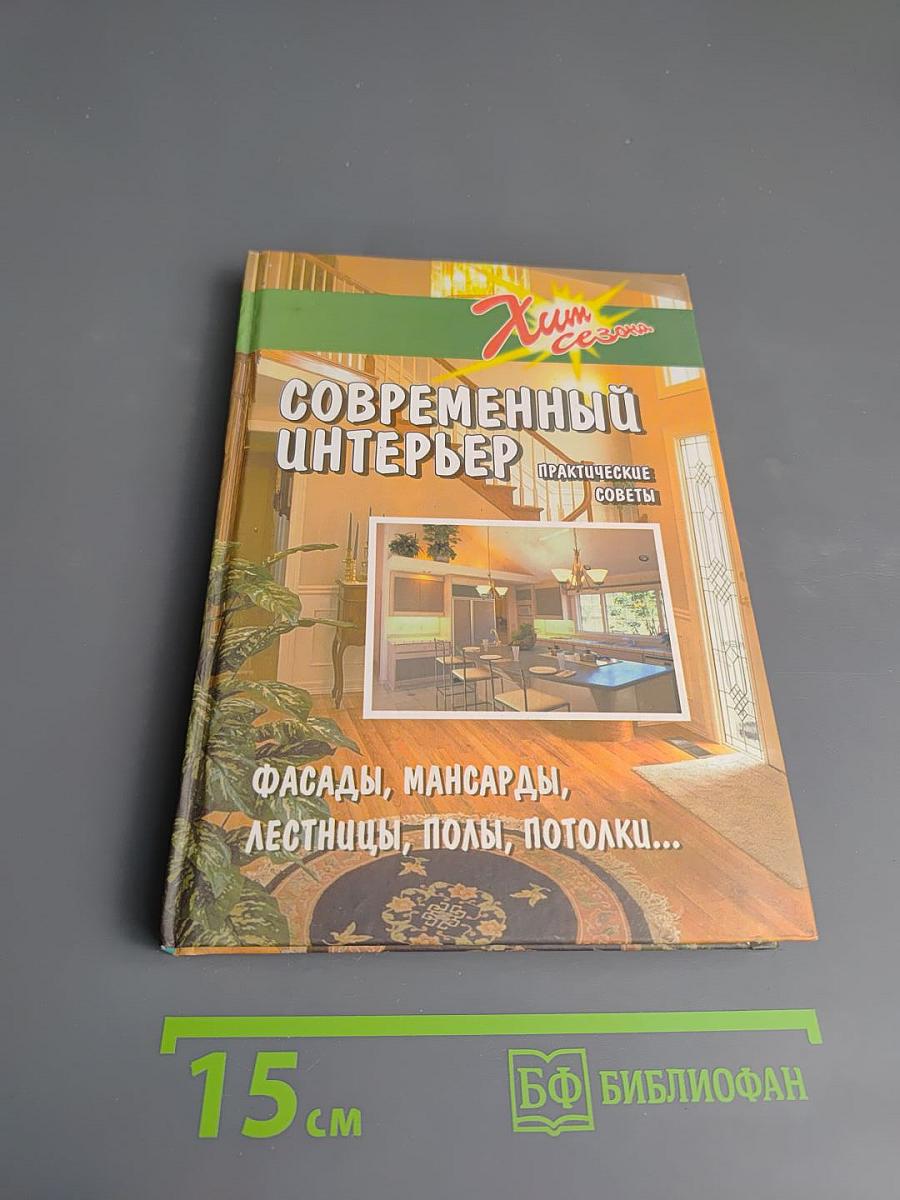 Хит
сезона
СОВРЕМЕННЫЙ
ИНТЕРЬЕР
ПРАКТИЧЕСКИЕ
СОВЕТЫ
ФАСАДЫ, МАНСАРДЫ,
ЛЕСТНИЦЫ, ПОЛЫ, ПОТОЛКИ...
15 см
БФ БИБЛИОФАН